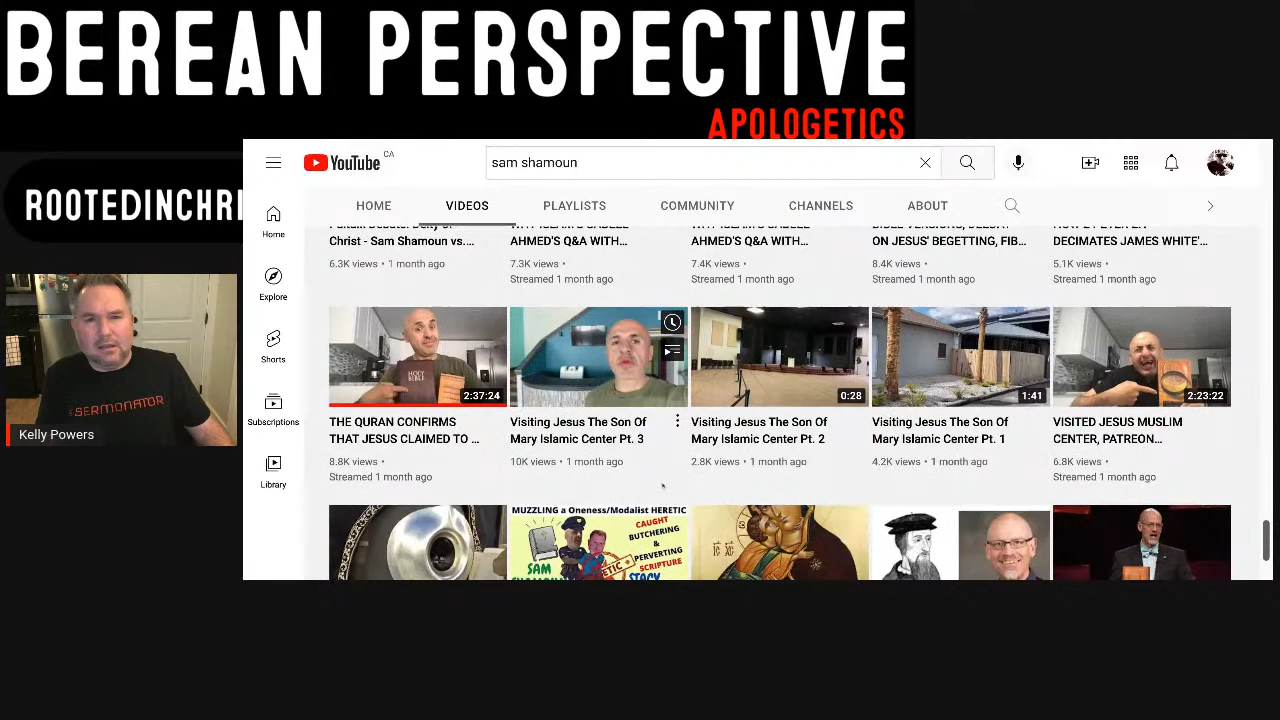 BEREAN PERSPECTIVE
APOLOGETICS
ROOTEDINCHRI
YouTube CA
sam shamoun
HOME VIDEOS PLAYLISTS COMMUNITY CHANNELS ABOUT
Home
Explore
Shorts
Subscriptions
Library
Christ - Sam Shamoun vs....
6.3K views • 1 month ago
AHMED'S Q&A WITH...
7.3K views •
Streamed 1 month ago
AHMED'S Q&A WITH...
7.4K views •
Streamed 1 month ago
ON JESUS' BEGETTING, FIB...
8.4K views •
Streamed 1 month ago
DECIMATES JAMES WHITE'...
5.1K views •
Streamed 1 month ago
HOLY
BIBLE
2:37:24
0:28
1:41
2:23:22
THE QURAN CONFIRMS
THAT JESUS CLAIMED TO ...
8.8K views •
Streamed 1 month ago
Visiting Jesus The Son Of
Mary Islamic Center Pt. 3
10K views • 1 month ago
Visiting Jesus The Son Of
Mary Islamic Center Pt. 2
2.8K views • 1 month ago
Visiting Jesus The Son Of
Mary Islamic Center Pt. 1
4.2K views • 1 month ago
VISITED JESUS MUSLIM
CENTER, PATREON...
6.8K views •
Streamed 1 month ago
MUZZLING a Oneness/Modalist HERETIC
CAUGHT
BUTCHERING
&
PERVERTING
SCRIPTURE
SAM
STACY
SERMONATOR
Kelly Powers